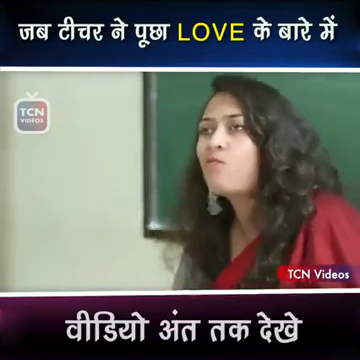 जब टीचर ने पूछा LOVE के बारे में
TCN
VIDEOS
TCN Videos
वीडियो अंत तक देखे